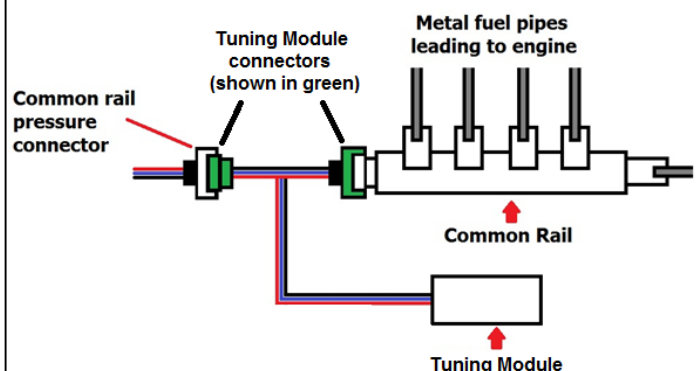 Metal fuel pipes
leading to engine
Tuning Module
connectors
(shown in green)
Common rail
pressure
connector
Common Rail
Tuning Module